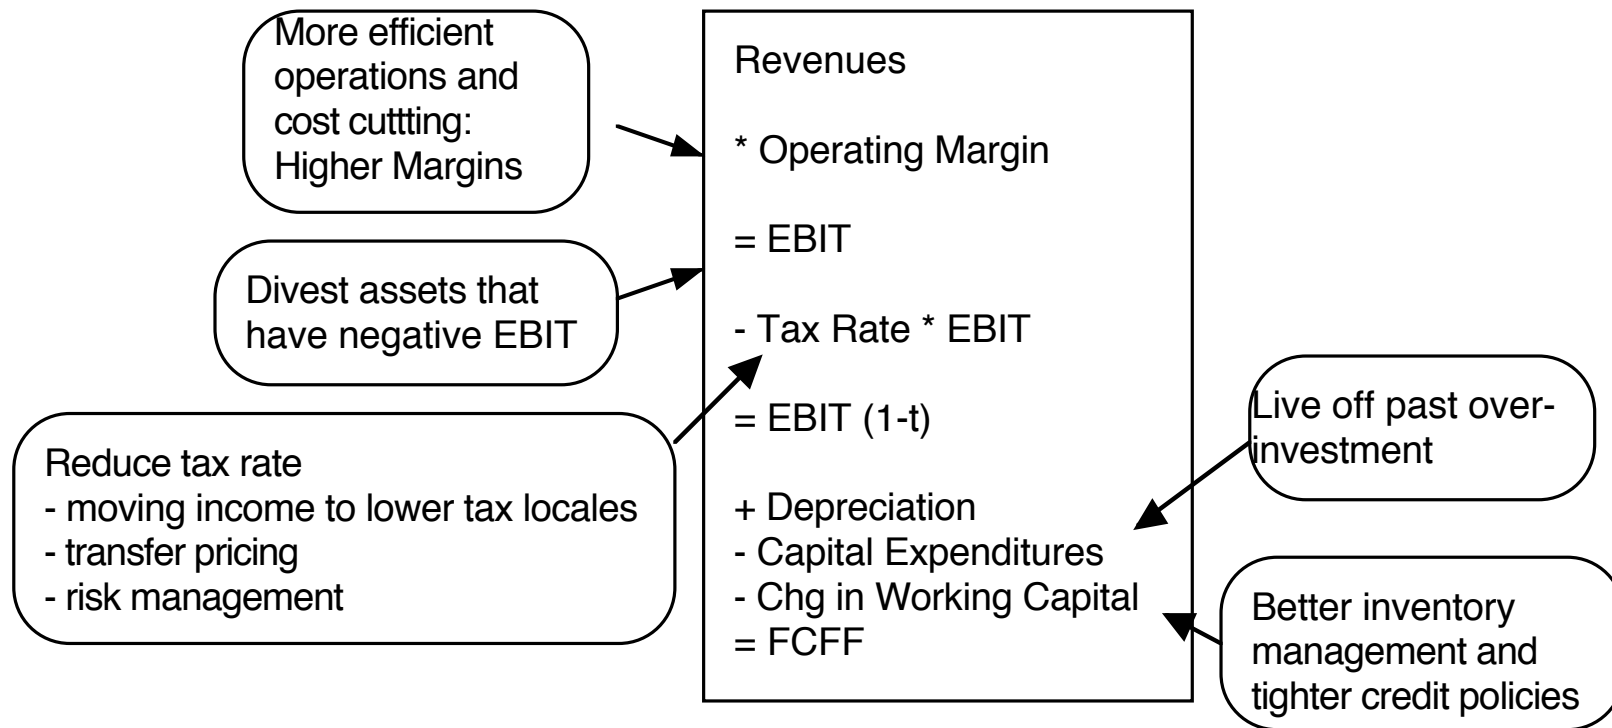 More efficient
operations and
cost cuttting:
Higher Margins
Divest assets that
have negative EBIT
Reduce tax rate
- moving income to lower tax locales
- transfer pricing
- risk management
Revenues
* Operating Margin
= EBIT
- Tax Rate * EBIT
= EBIT (1-t)
+ Depreciation
- Capital Expenditures
- Chg in Working Capital
= FCFF
Live off past over-
investment
Better inventory
management and
tighter credit policies